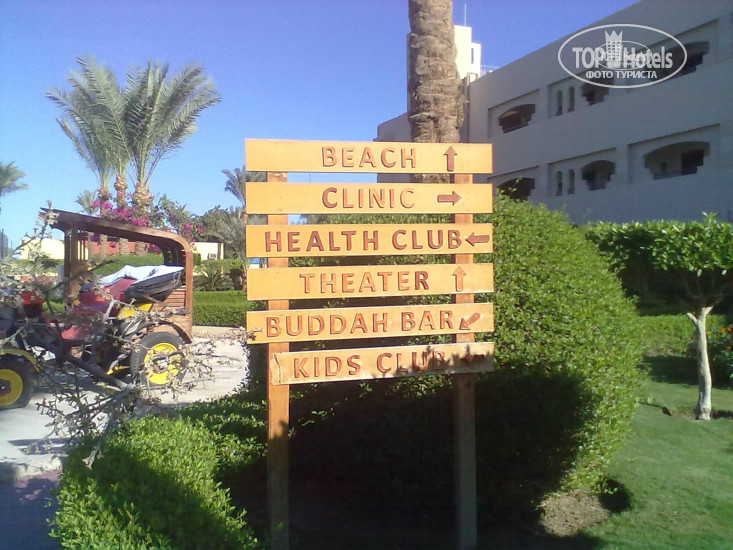 TOP Hotels
ФОТО ТУРИСТА
BEACH ↑
CLINIC →
HEALTH CLUB ←
THEATER ↑
BUDDAH BAR ↙
KIDS CLUB ←